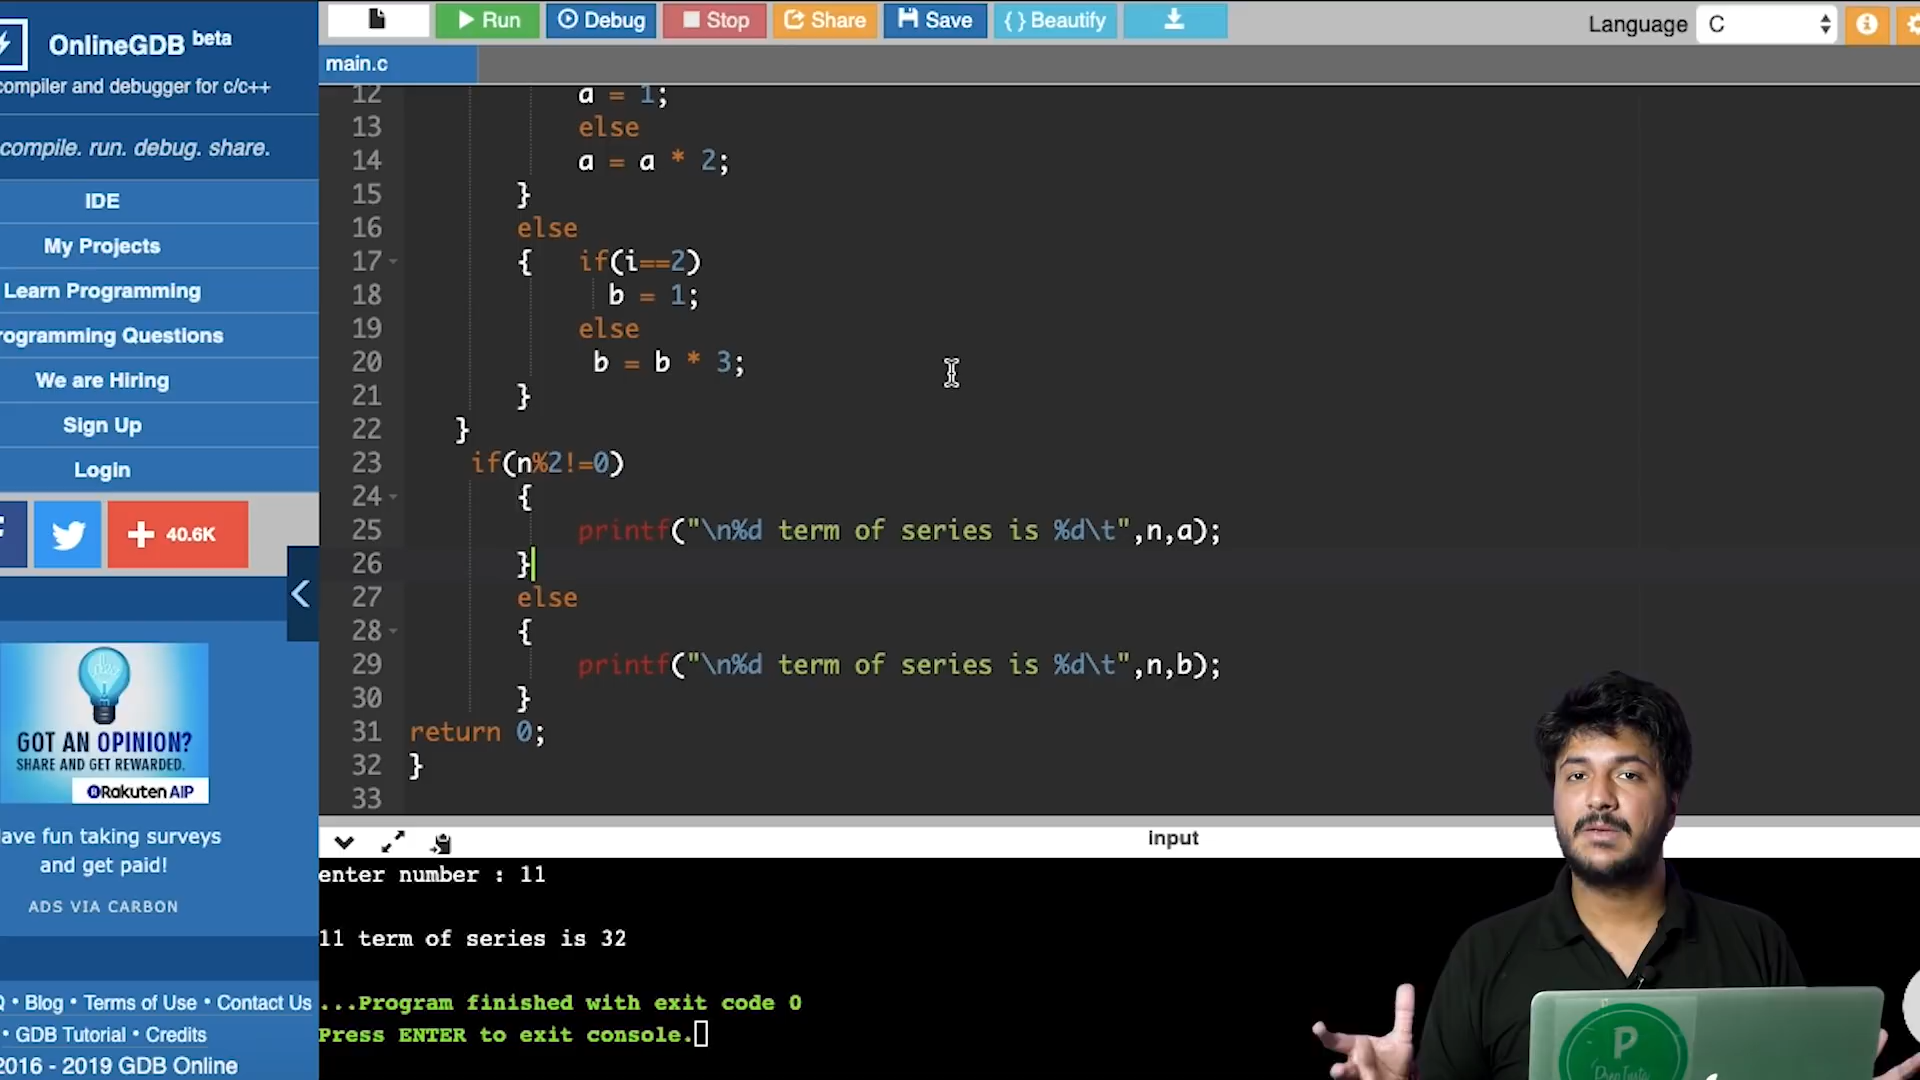 OnlineGDB beta
compiler and debugger for c/c++
compile. run. debug. share.
IDE
My Projects
Learn Programming
rogramming Questions
We are Hiring
Sign Up
Login
40.6K
GOT AN OPINION?
SHARE AND GET REWARDED.
Rakuten AIP
ave fun taking surveys
and get paid!
ADS VIA CARBON
Q • Blog • Terms of Use • Contact Us
• GDB Tutorial • Credits
2016 - 2019 GDB Online
Run Debug Stop Share Save { } Beautify
Language C
main.c
12 a = 1;
13 else
14 a = a * 2;
15 }
16 else
17 { if(i==2)
18 b = 1;
19 else
20 b = b * 3;
21 }
22 }
23 if(n%2!=0)
24 {
25 printf("\n%d term of series is %d\t",n,a);
26 }
27 else
28 {
29 printf("\n%d term of series is %d\t",n,b);
30 }
31 return 0;
32 }
33
input
enter number : 11
11 term of series is 32
...Program finished with exit code 0
Press ENTER to exit console.
P
PrepInsta